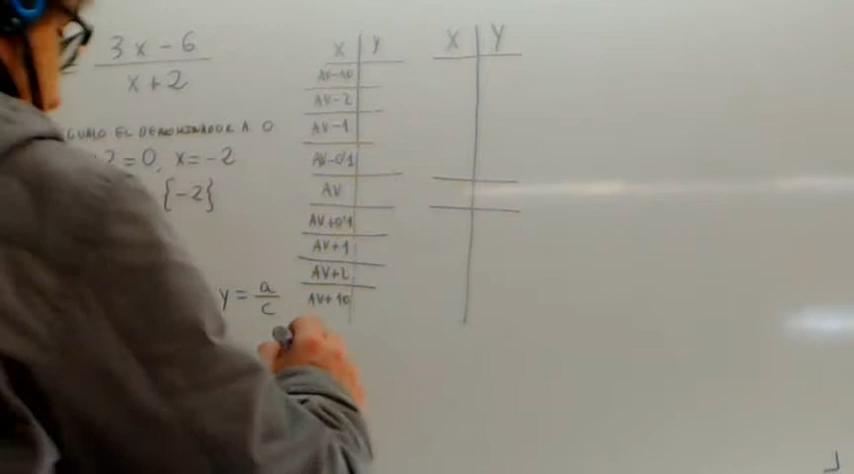 3x - 6
x + 2
GUALO EL DENOMINADOR A 0
2 = 0, x = -2
{-2}
y = a/c
X Y
AV-10
AV-2
AV-1
AV-0'1
AV
AV+0'1
AV+1
AV+2
AV+10
X Y